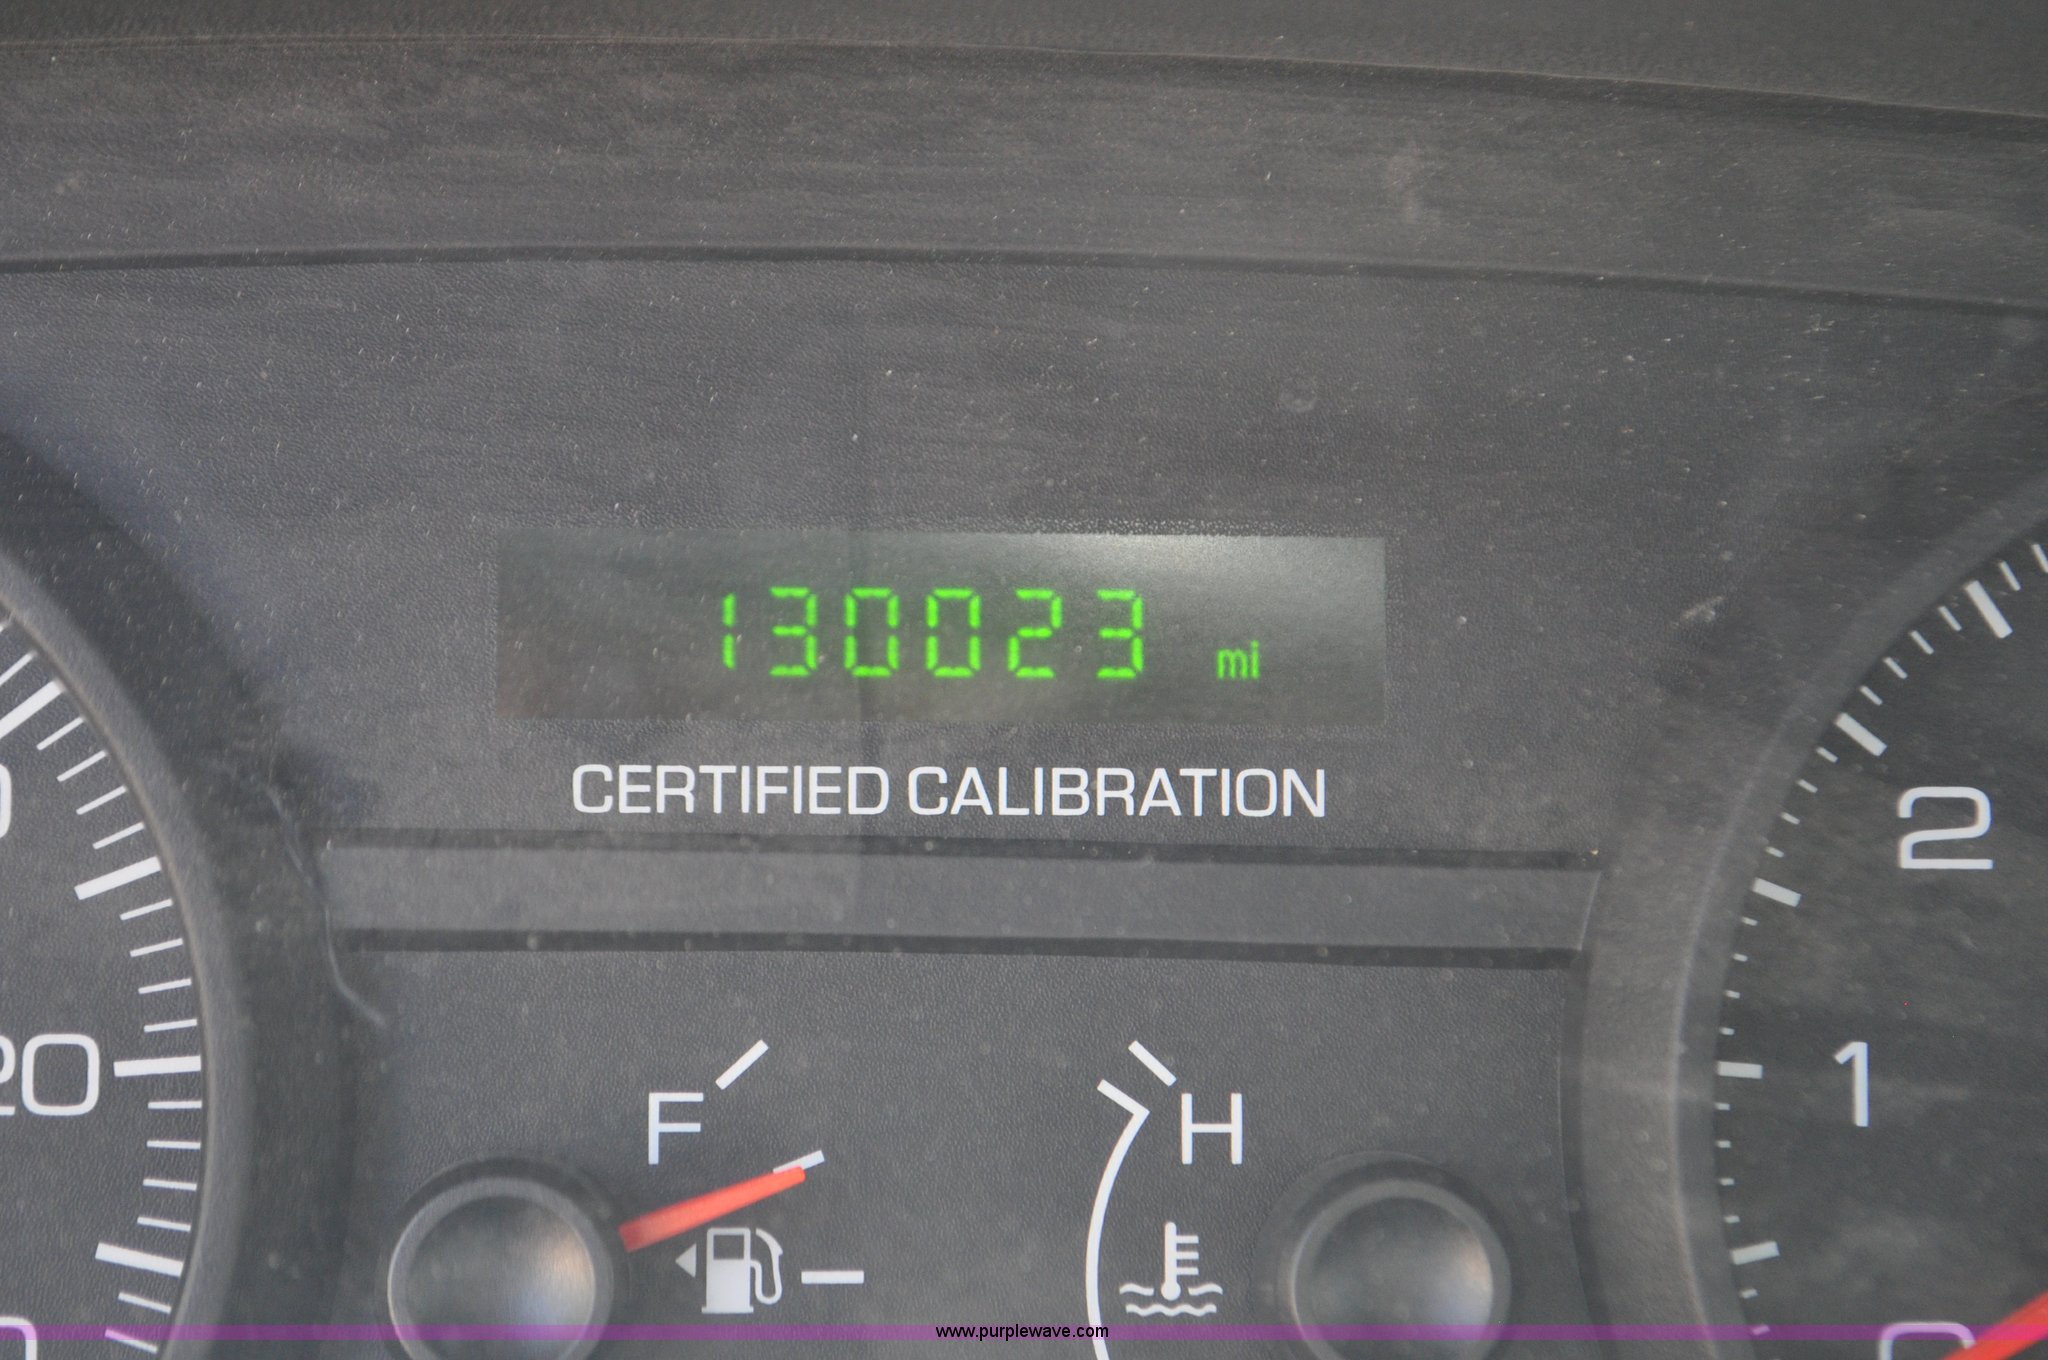 130023 mi
CERTIFIED CALIBRATION
2
20
1
F
H
www.purplewave.com